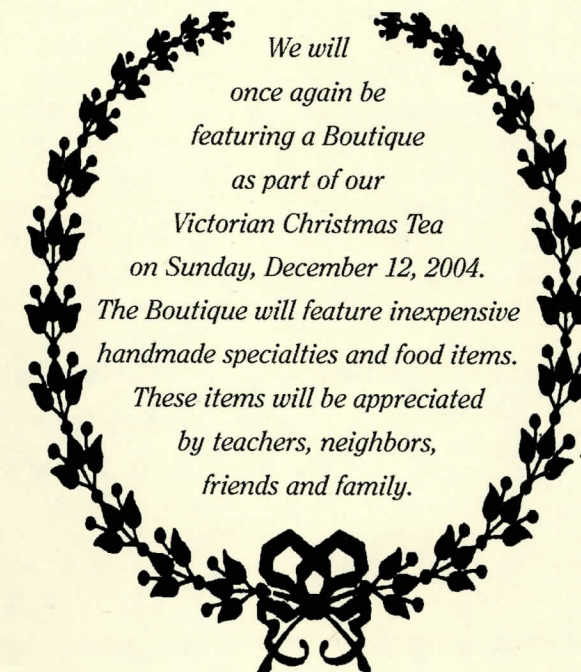 We will
once again be
featuring a Boutique
as part of our
Victorian Christmas Tea
on Sunday, December 12, 2004.
The Boutique will feature inexpensive
handmade specialties and food items.
These items will be appreciated
by teachers, neighbors,
friends and family.